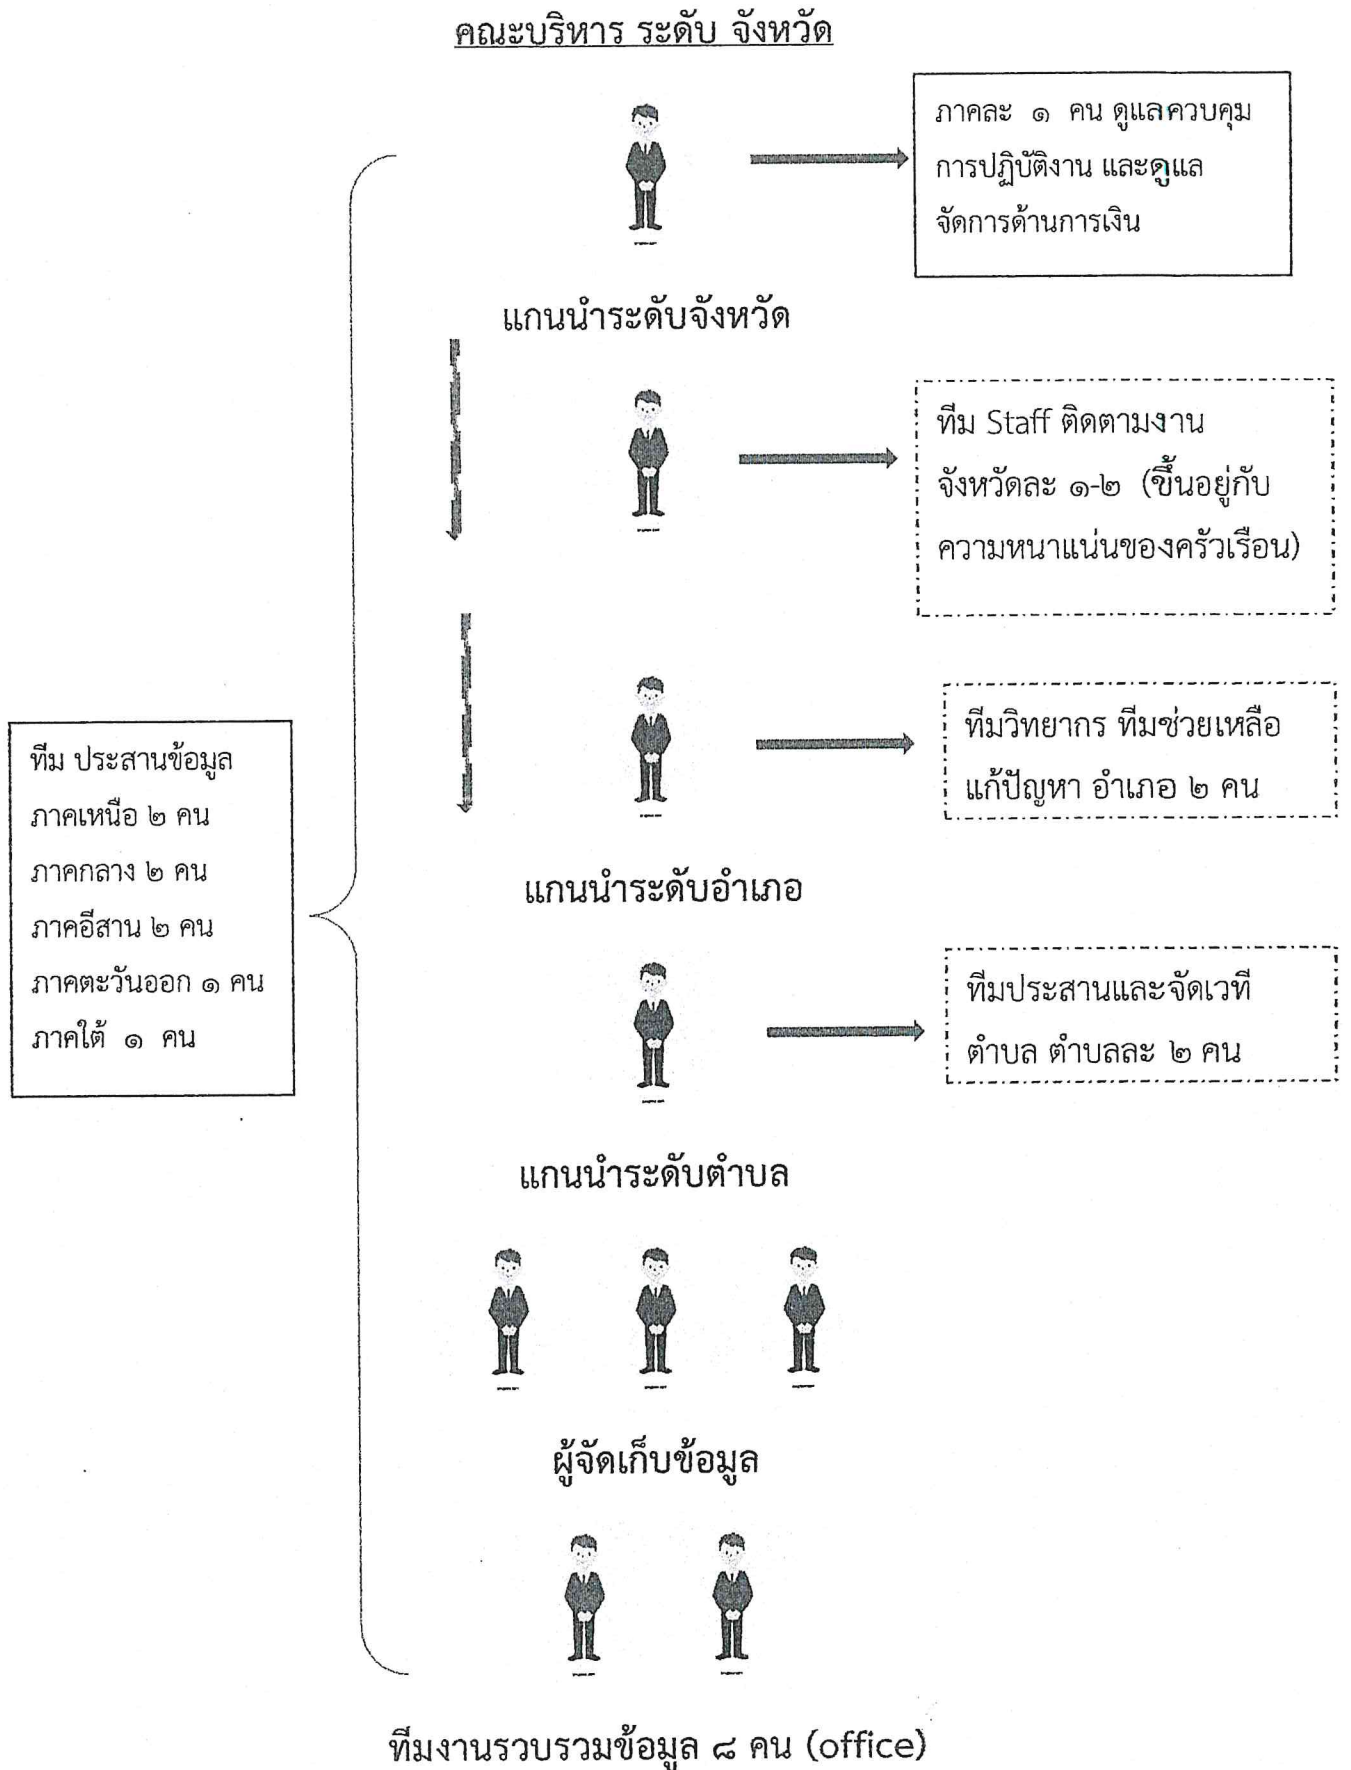 คณะบริหาร ระดับ จังหวัด
ภาคละ ๑ คน ดูแลควบคุม
การปฏิบัติงาน และดูแล
จัดการด้านการเงิน
แกนนำระดับจังหวัด
ทีม Staff ติดตามงาน
จังหวัดละ ๑-๒ (ขึ้นอยู่กับ
ความหนาแน่นของครัวเรือน)
ทีมวิทยากร ทีมช่วยเหลือ
แก้ปัญหา อำเภอ ๒ คน
ทีม ประสานข้อมูล
ภาคเหนือ ๒ คน
ภาคกลาง ๒ คน
ภาคอีสาน ๒ คน
ภาคตะวันออก ๑ คน
ภาคใต้ ๑ คน
แกนนำระดับอำเภอ
ทีมประสานและจัดเวที
ตำบล ตำบลละ ๒ คน
แกนนำระดับตำบล
ผู้จัดเก็บข้อมูล
ทีมงานรวบรวมข้อมูล ๘ คน (office)